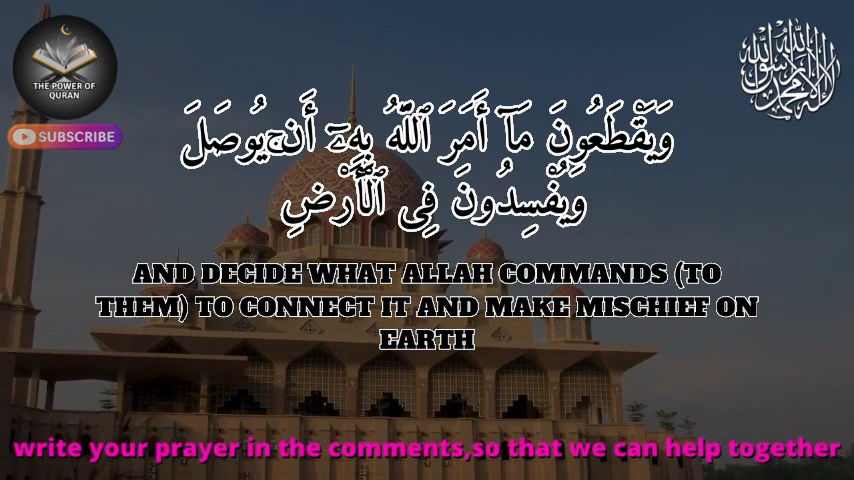 THE POWER OF
QURAN
SUBSCRIBE
وَيَقْطَعُونَ مَآ أَمَرَ ٱللَّهُ بِهِۦٓ أَن يُوصَلَ
وَيُفْسِدُونَ فِى ٱلْأَرْضِ
AND DECIDE WHAT ALLAH COMMANDS (TO
THEM) TO CONNECT IT AND MAKE MISCHIEF ON
EARTH
write your prayer in the comments,so that we can help together